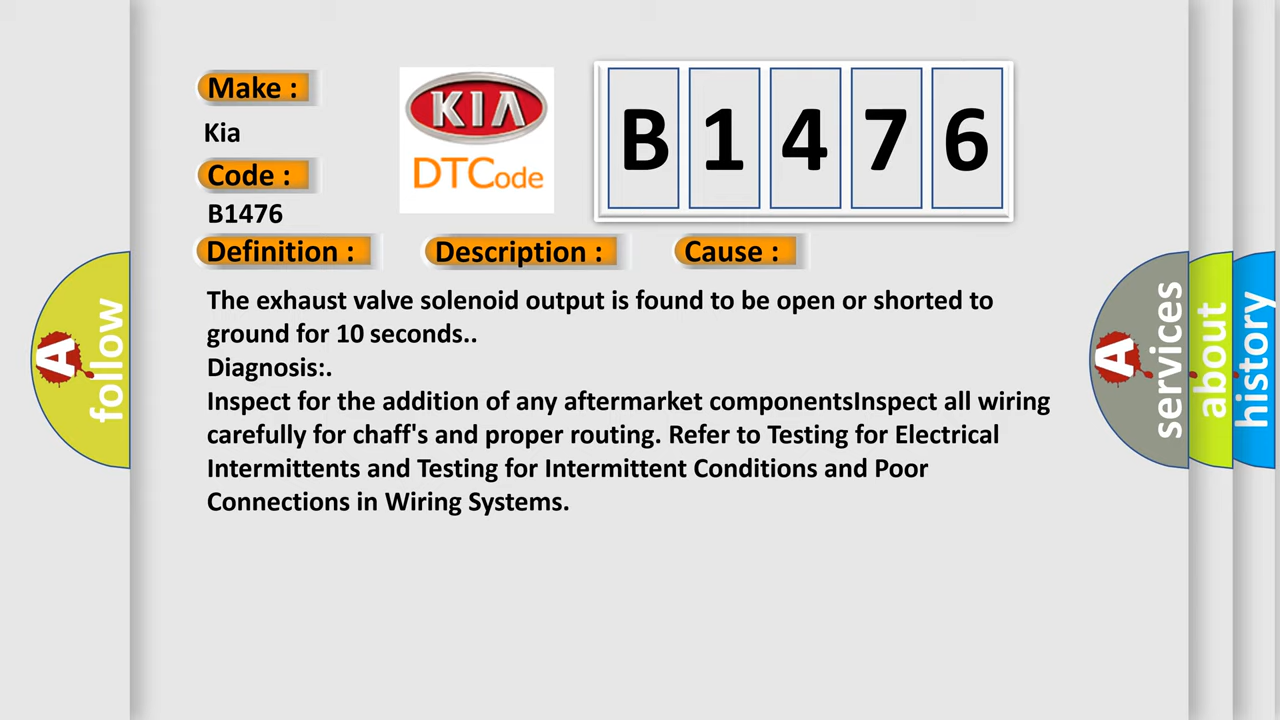 Make :
Kia
Code :
B1476
KIA
DTCode
B 1 4 7 6
Definition :
Description :
Cause :
The exhaust valve solenoid output is found to be open or shorted to
ground for 10 seconds..
Diagnosis:.
Inspect for the addition of any aftermarket componentsInspect all wiring
carefully for chaff's and proper routing. Refer to Testing for Electrical
Intermittents and Testing for Intermittent Conditions and Poor
Connections in Wiring Systems.
A
follow
A
services
about
history